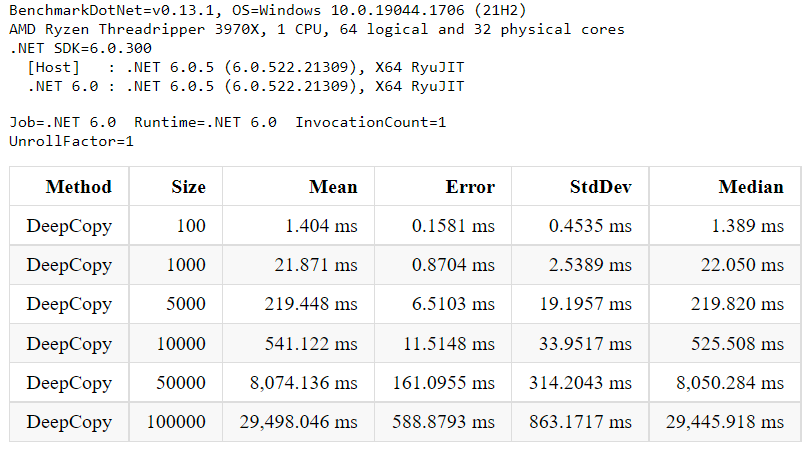 BenchmarkDotNet=v0.13.1, OS=Windows 10.0.19044.1706 (21H2)
AMD Ryzen Threadripper 3970X, 1 CPU, 64 logical and 32 physical cores
.NET SDK=6.0.300
[Host]   : .NET 6.0.5 (6.0.522.21309), X64 RyuJIT
.NET 6.0 : .NET 6.0.5 (6.0.522.21309), X64 RyuJIT
Job=.NET 6.0  Runtime=.NET 6.0  InvocationCount=1
UnrollFactor=1
Method Size Mean Error StdDev Median
DeepCopy 100 1.404 ms 0.1581 ms 0.4535 ms 1.389 ms
DeepCopy 1000 21.871 ms 0.8704 ms 2.5389 ms 22.050 ms
DeepCopy 5000 219.448 ms 6.5103 ms 19.1957 ms 219.820 ms
DeepCopy 10000 541.122 ms 11.5148 ms 33.9517 ms 525.508 ms
DeepCopy 50000 8,074.136 ms 161.0955 ms 314.2043 ms 8,050.284 ms
DeepCopy 100000 29,498.046 ms 588.8793 ms 863.1717 ms 29,445.918 ms